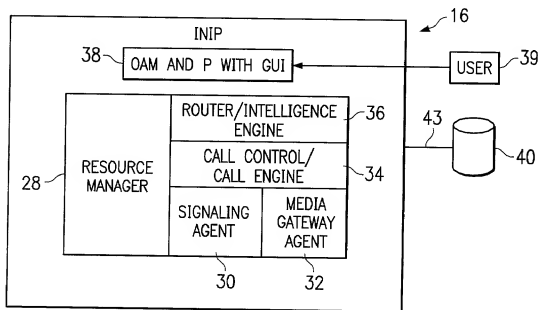 INIP
16
38
OAM AND P WITH GUI
USER
39
ROUTER/INTELLIGENCE
ENGINE
36
43
40
28
RESOURCE
MANAGER
CALL CONTROL/
CALL ENGINE
34
SIGNALING
AGENT
MEDIA
GATEWAY
AGENT
30
32